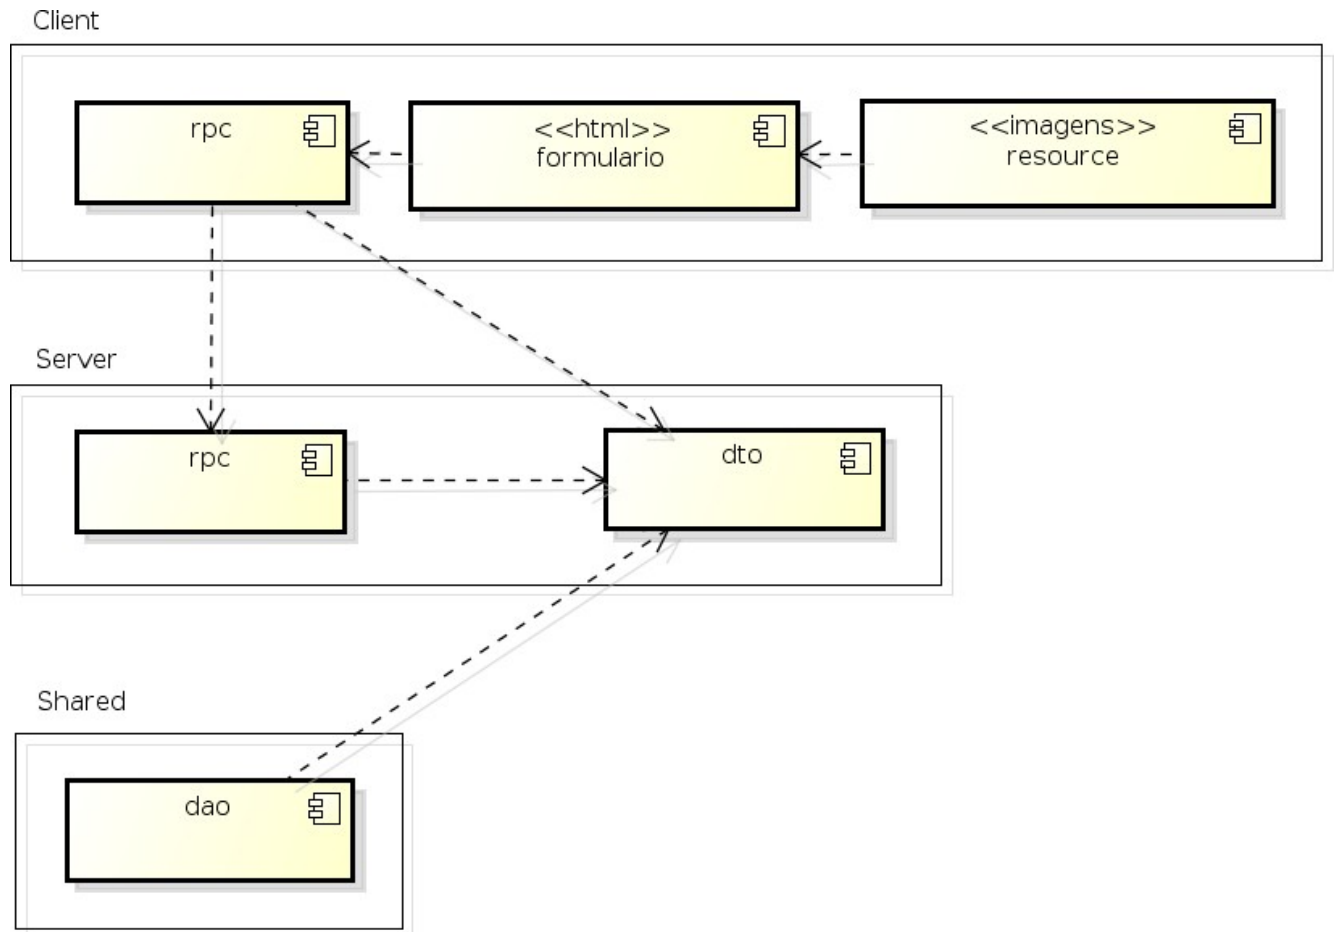 Client
rpc
<<html>>
formulario
<<imagens>>
resource
Server
rpc
dto
Shared
dao